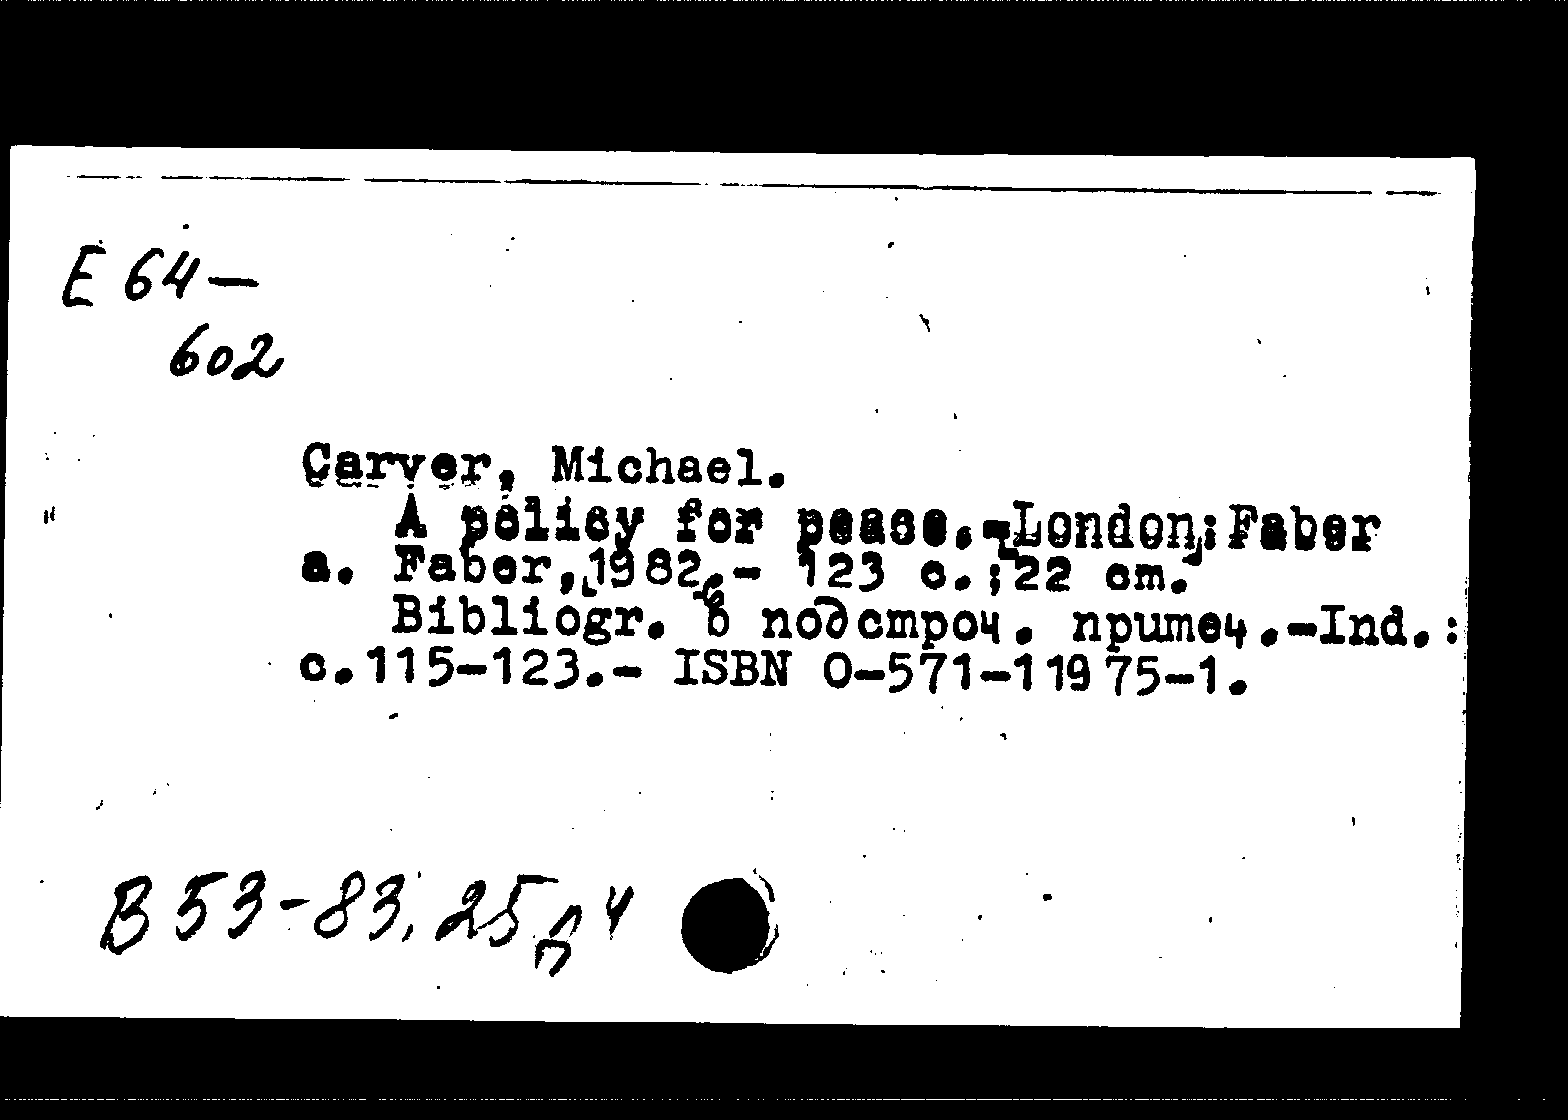 E 64-
602
Carver, Michael.
A policy for peace.-London:Faber
a. Faber,1982.- 123 с.;22 cm.
Bibliogr. в подстроч. примеч.-Ind.:
с.115-123.- ISBN 0-571-11975-1.
В 53-83.25д4